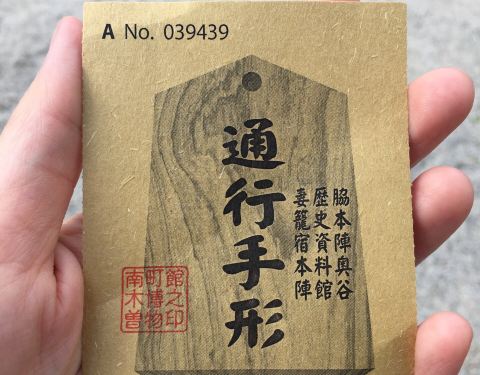 A No. 039439
通行手形
脇本陣奥谷
歴史資料館
妻籠宿本陣
館之印
町博物
南木曽